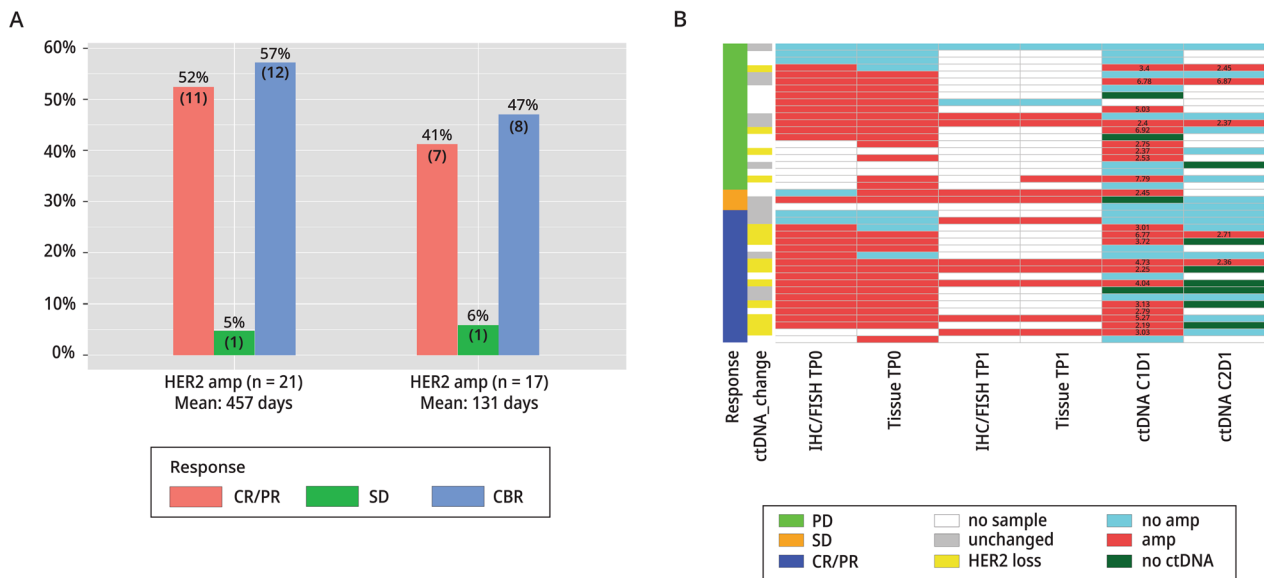 A
60%
50%
40%
30%
20%
10%
0%
52%
(11)
5%
(1)
57%
(12)
41%
(7)
6%
(1)
47%
(8)
HER2 amp (n = 21)
Mean: 457 days
HER2 amp (n = 17)
Mean: 131 days
Response
CR/PR
SD
CBR
B
3.4 2.45
6.78 6.87
5.03
2.4 2.37
6.92
2.75
2.37
2.53
7.79
2.45
3.01
6.77 2.71
3.72
4.73 2.36
2.25
4.04
3.13
2.79
5.27
2.19
3.03
Response
ctDNA_change
IHC/FISH TP0
Tissue TP0
IHC/FISH TP1
Tissue TP1
ctDNA C1D1
ctDNA C2D1
PD
SD
CR/PR
no sample
unchanged
HER2 loss
no amp
amp
no ctDNA